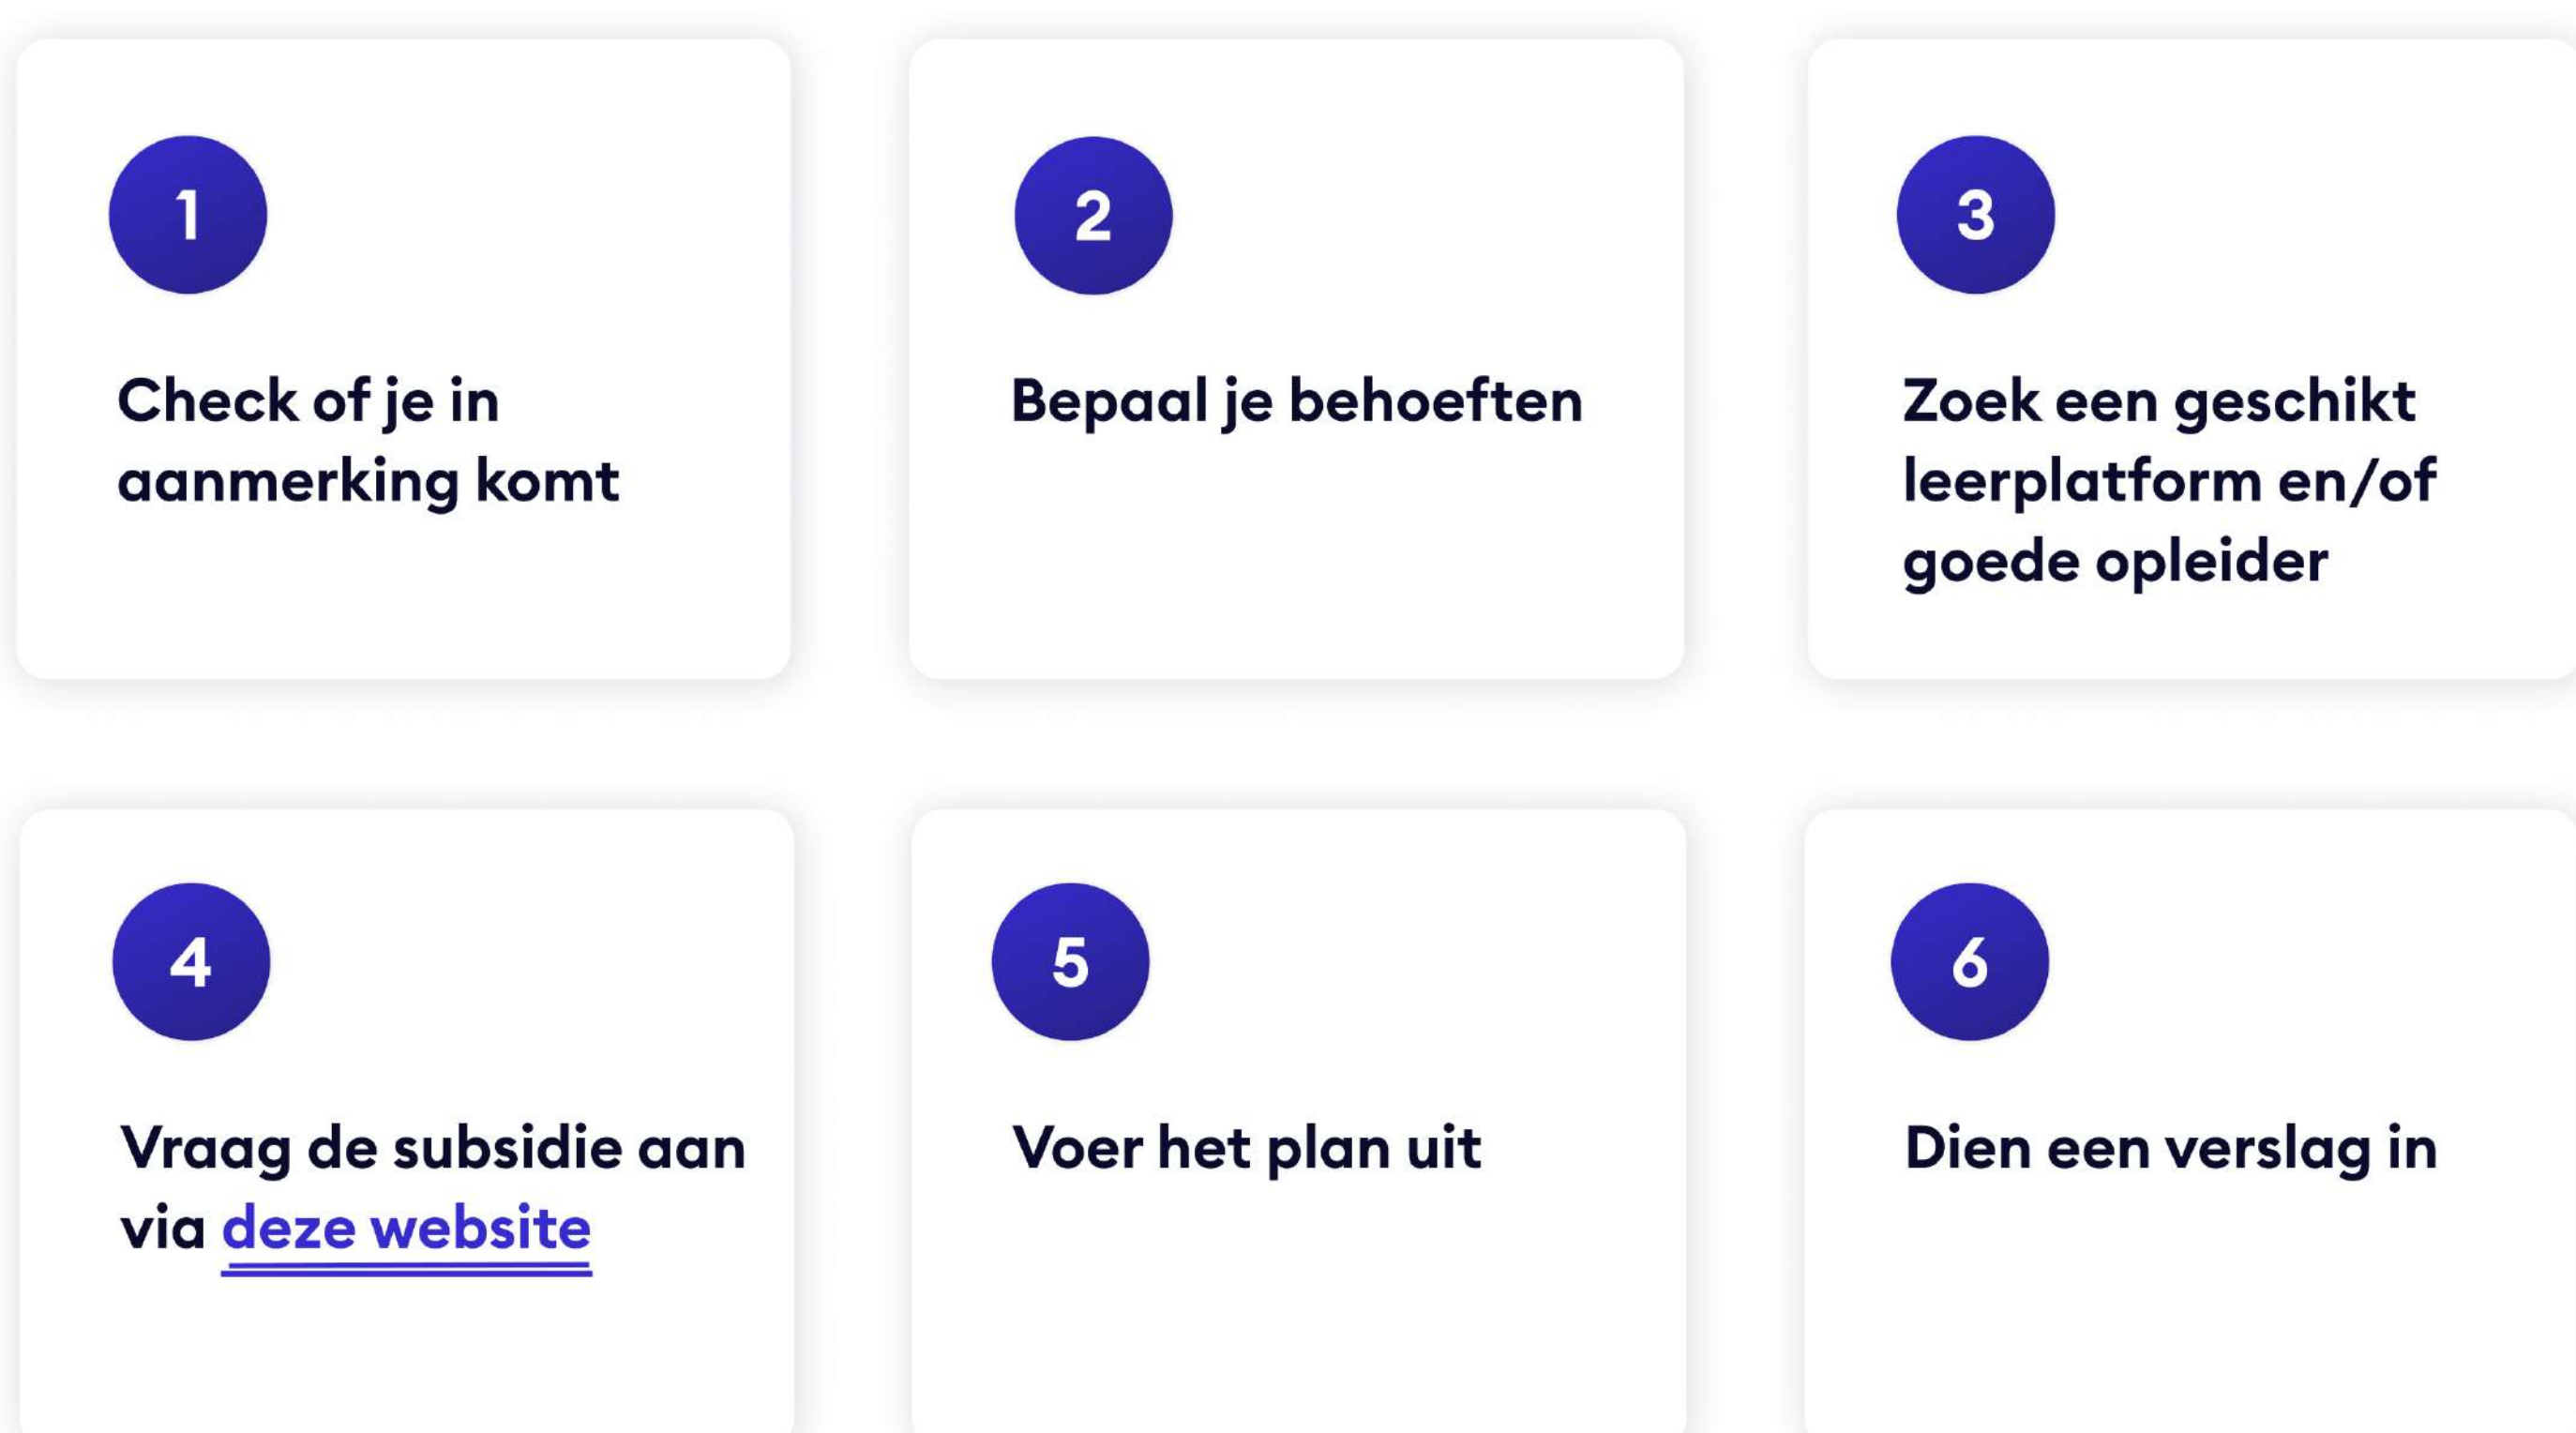 1
Check of je in
aanmerking komt
2
Bepaal je behoeften
3
Zoek een geschikt
leerplatform en/of
goede opleider
4
Vraag de subsidie aan
via deze website
5
Voer het plan uit
6
Dien een verslag in